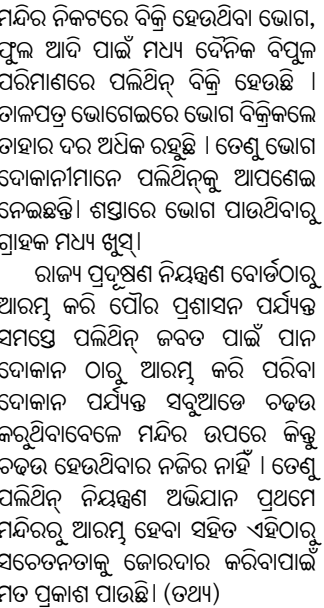 ମନ୍ଦିର ନିକଟରେ ବିକ୍ରି ହେଉଥିବା ଭୋଗ,
ଫୁଲ ଆଦି ପାଇଁ ମଧ୍ୟ ଦୈନିକ ବିପୁଳ
ପରିମାଣରେ ପଲିଥିନ୍ ବିକ୍ରି ହେଉଛି ।
ତାଳପତ୍ର ଭୋଗେଇରେ ଭୋଗ ବିକ୍ରିକଲେ
ତାହାର ଦର ଅଧିକ ରହୁଛି । ତେଣୁ ଭୋଗ
ଦୋକାନୀମାନେ ପଲିଥିନ୍‌କୁ ଆପଣେଇ
ନେଇଛନ୍ତି। ଶସ୍ତାରେ ଭୋଗ ପାଉଥିବାରୁ
ଗ୍ରାହକ ମଧ୍ୟ ଖୁସ୍।
ରାଜ୍ୟ ପ୍ରଦୂଷଣ ନିୟନ୍ତ୍ରଣ ବୋର୍ଡଠାରୁ
ଆରମ୍ଭ କରି ପୌର ପ୍ରଶାସନ ପର୍ଯ୍ୟନ୍ତ
ସମସ୍ତେ ପଲିଥିନ୍ ଜବତ ପାଇଁ ପାନ
ଦୋକାନ ଠାରୁ ଆରମ୍ଭ କରି ପରିବା
ଦୋକାନ ପର୍ଯ୍ୟନ୍ତ ସବୁଆଡେ ଚଢଉ
କରୁଥିବାବେଳେ ମନ୍ଦିର ଉପରେ କିନ୍ତୁ
ଚଢଉ ହେଉଥିବାର ନଜିର ନାହିଁ । ତେଣୁ
ପଲିଥିନ୍ ନିୟନ୍ତ୍ରଣ ଅଭିଯାନ ପ୍ରଥମେ
ମନ୍ଦିରରୁ ଆରମ୍ଭ ହେବା ସହିତ ଏହିଠାରୁ
ସଚେତନତାକୁ ଜୋରଦାର କରିବାପାଇଁ
ମତ ପ୍ରକାଶ ପାଉଛି। (ତଥ୍ୟ)